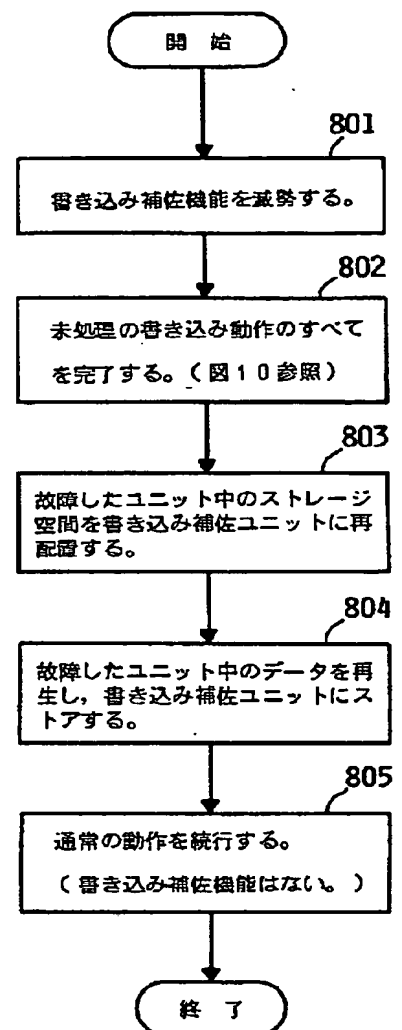 開 始
801
書き込み補佐機能を減勢する。
802
未処理の書き込み動作のすべて
を完了する。（図10参照）
803
故障したユニット中のストレージ
空間を書き込み補佐ユニットに再
配置する。
804
故障したユニット中のデータを再
生し，書き込み補佐ユニットにス
トアする。
805
通常の動作を続行する。
（書き込み補佐機能はない。）
終 了